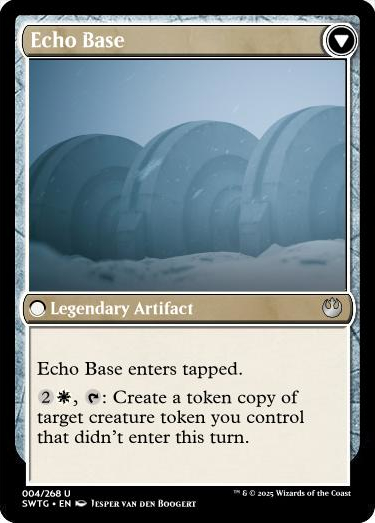 Echo Base
Legendary Artifact
Echo Base enters tapped.
2, : Create a token copy of
target creature token you control
that didn't enter this turn.
004/268 U
SWTG • EN Jesper van den Boogert
™ & © 2025 Wizards of the Coast